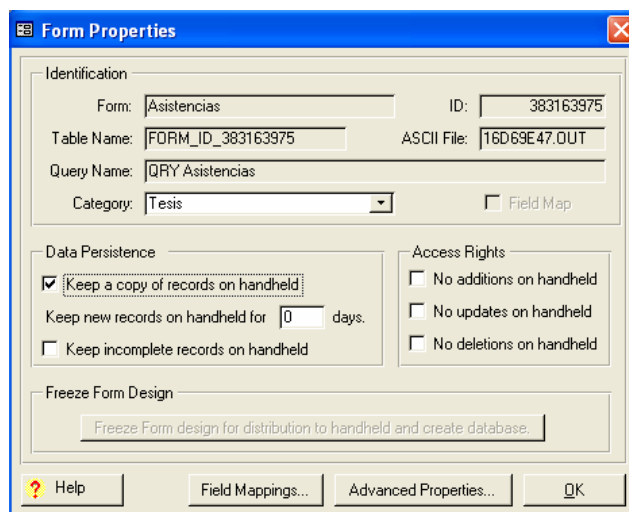 Form Properties
Identification
Form: Asistencias ID: 383163975
Table Name: FORM_ID_383163975 ASCII File: 16D69E47.OUT
Query Name: QRY Asistencias
Category: Tesis Field Map
Data Persistence Access Rights
Keep a copy of records on handheld No additions on handheld
Keep new records on handheld for 0 days. No updates on handheld
Keep incomplete records on handheld No deletions on handheld
Freeze Form Design
Freeze Form design for distribution to handheld and create database.
? Help Field Mappings... Advanced Properties... OK